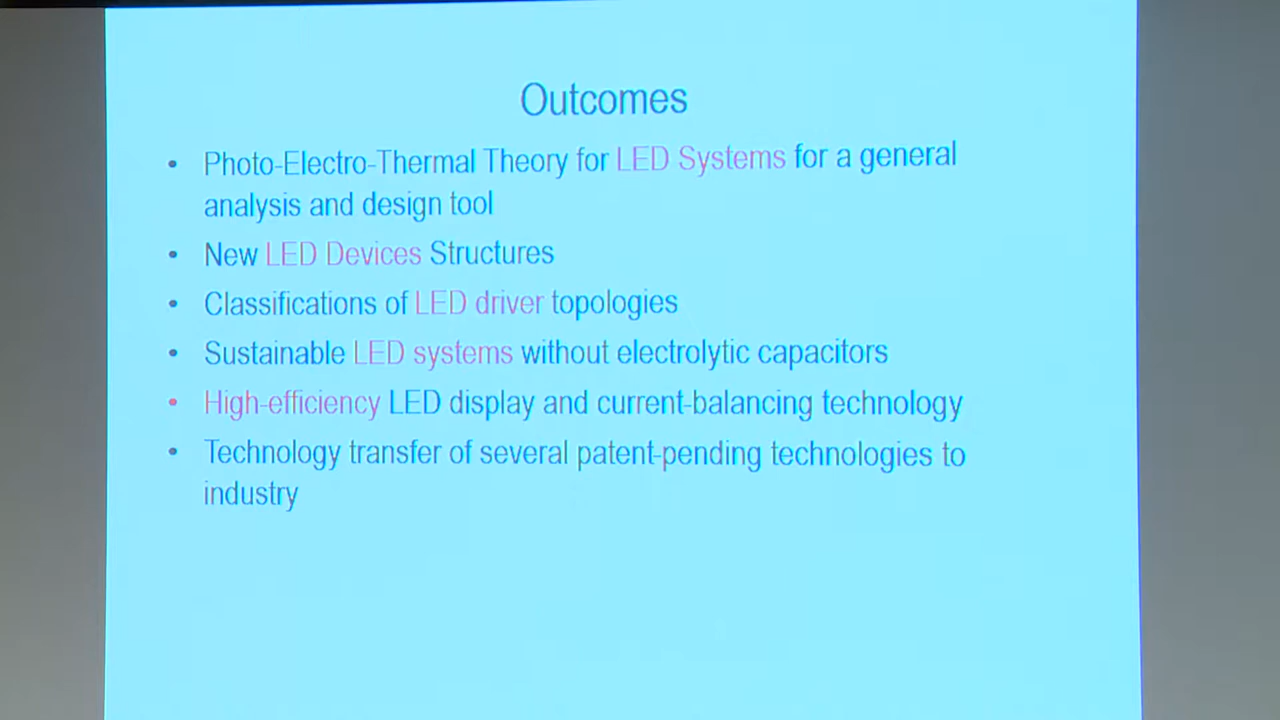 Outcomes
• Photo-Electro-Thermal Theory for LED Systems for a general
analysis and design tool
• New LED Devices Structures
• Classifications of LED driver topologies
• Sustainable LED systems without electrolytic capacitors
• High-efficiency LED display and current-balancing technology
• Technology transfer of several patent-pending technologies to
industry